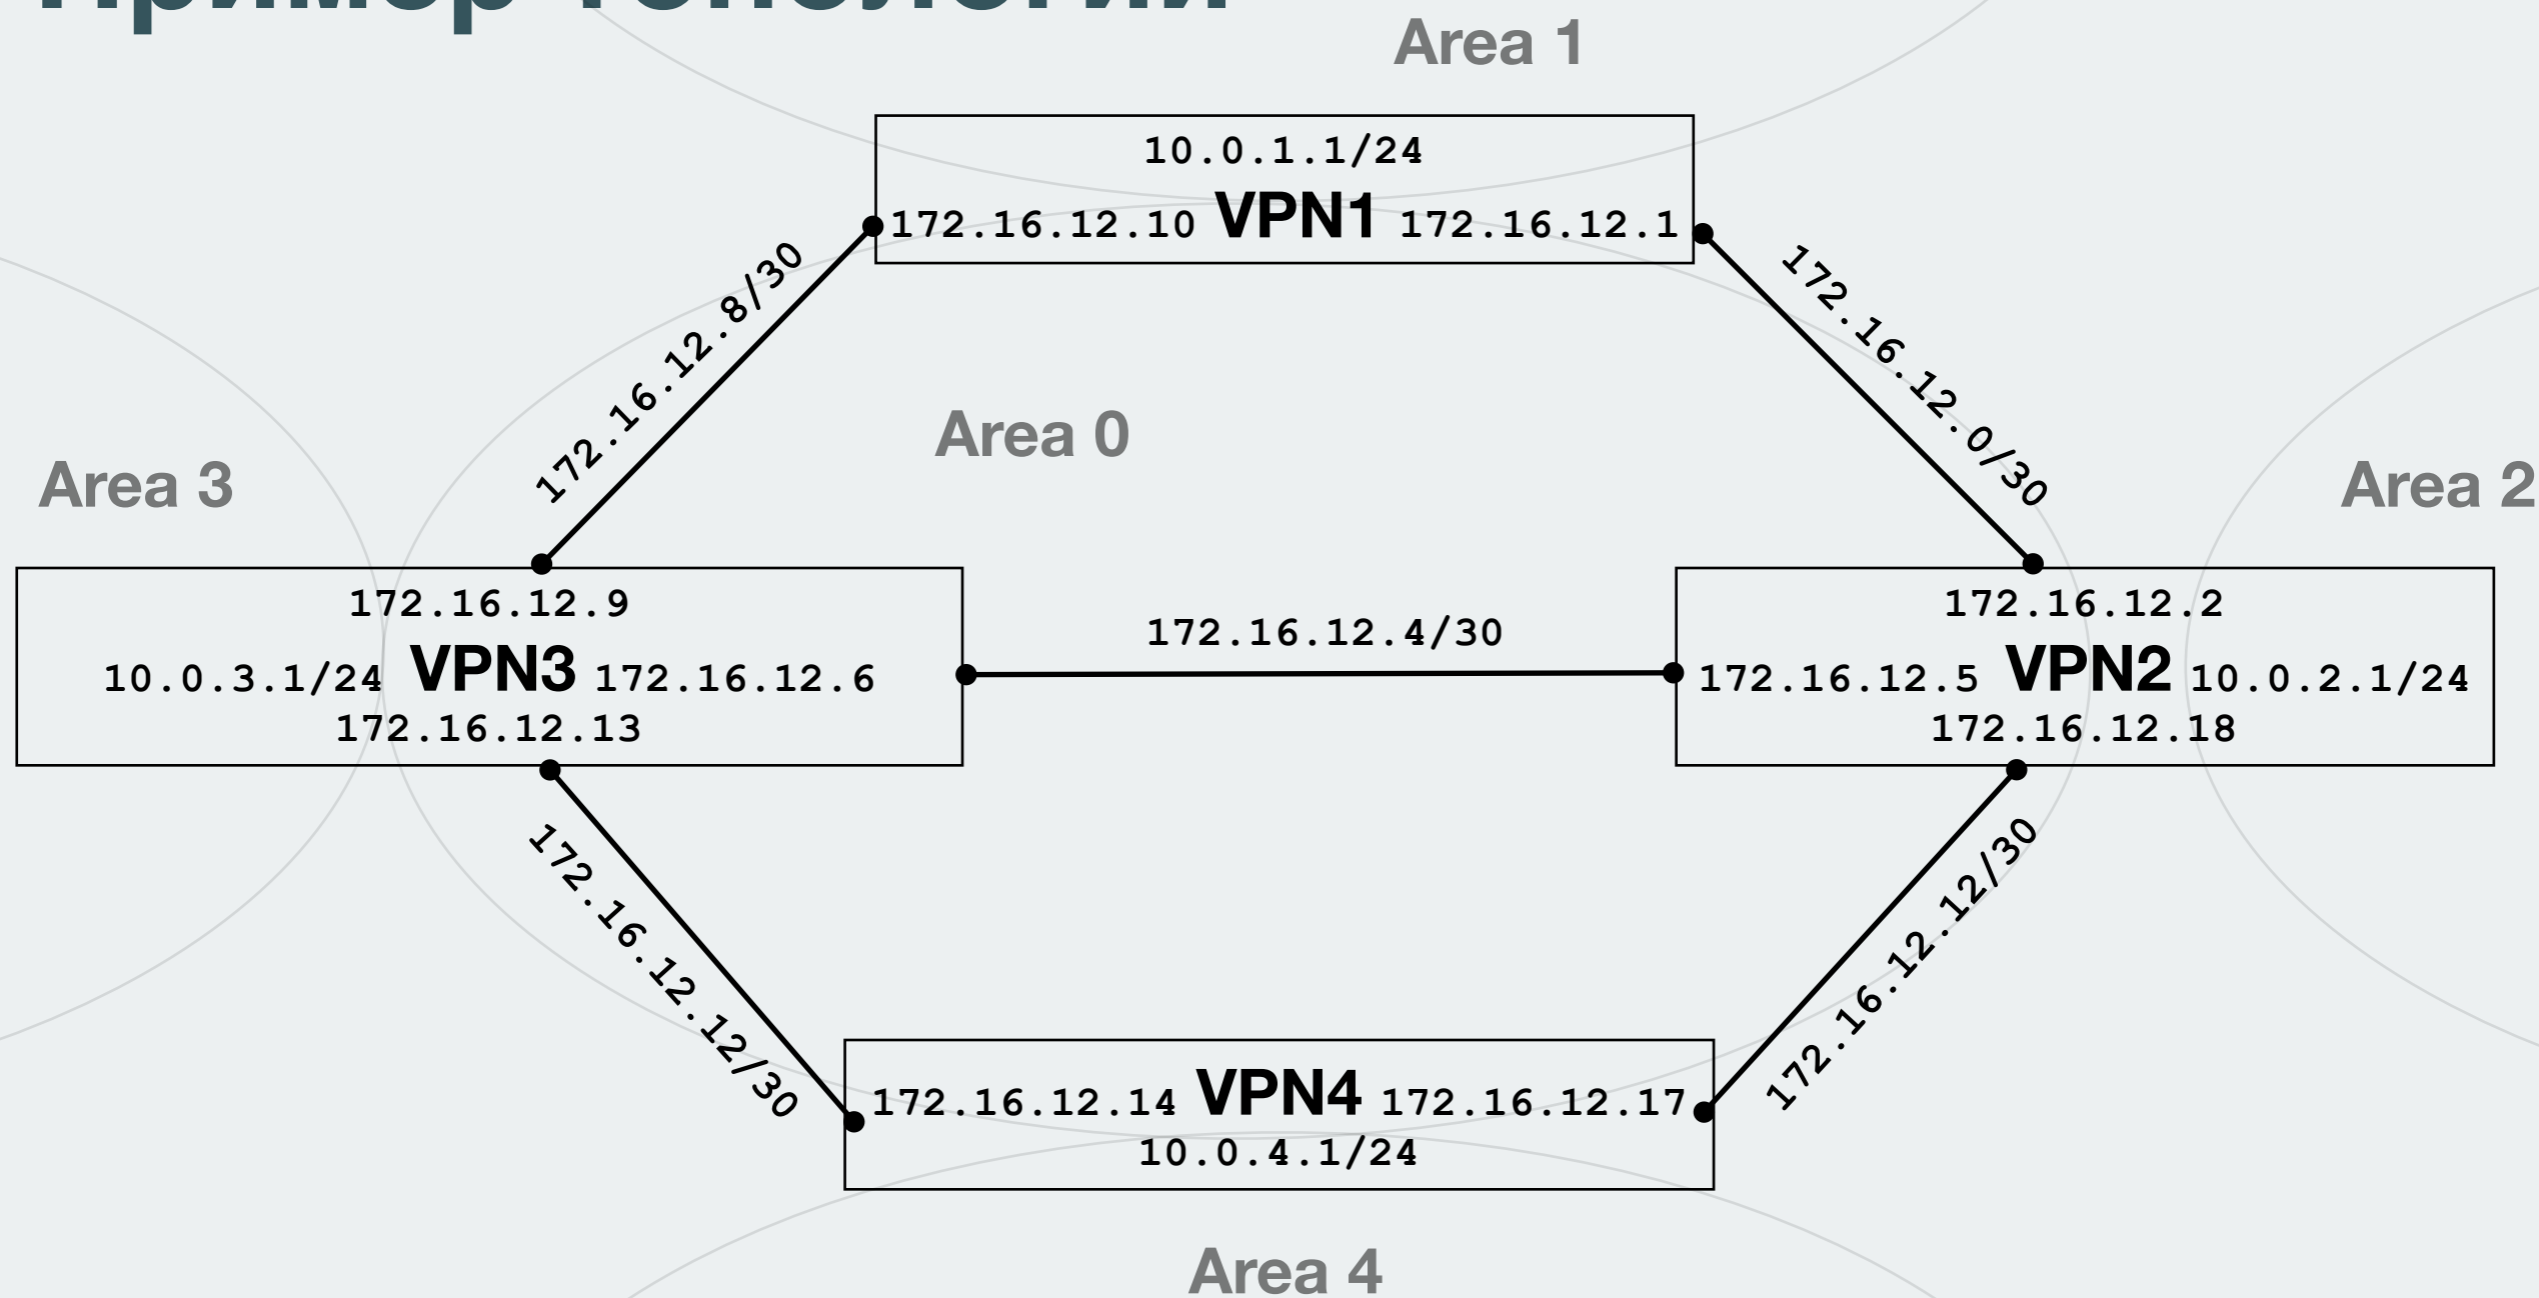 Пример топологии
Area 1
10.0.1.1/24
172.16.12.10 VPN1 172.16.12.1
172.16.12.8/30
172.16.12.0/30
Area 0
Area 3
Area 2
172.16.12.9
10.0.3.1/24 VPN3 172.16.12.6
172.16.12.13
172.16.12.4/30
172.16.12.2
172.16.12.5 VPN2 10.0.2.1/24
172.16.12.18
172.16.12.12/30
172.16.12.12/30
172.16.12.14 VPN4 172.16.12.17
10.0.4.1/24
Area 4